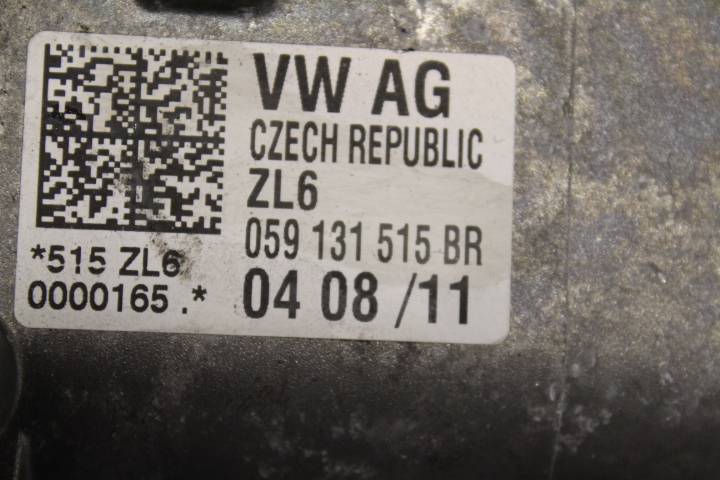 VW AG
CZECH REPUBLIC
ZL6
059 131 515 BR
04 08 /11
*515 ZL6
0000165 .*